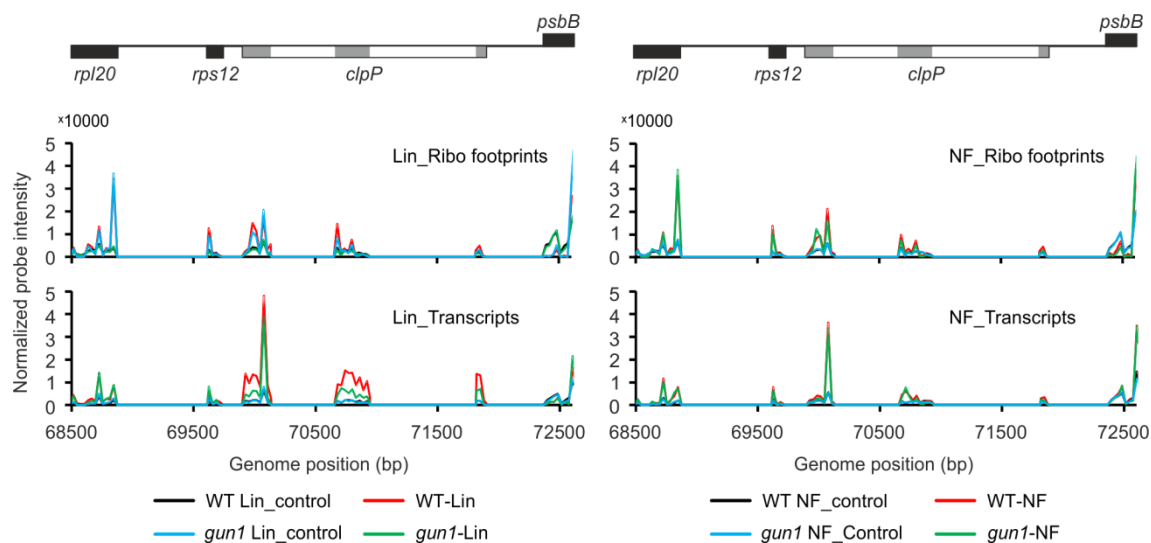 psbB psbB
rpl20 rps12 clpP rpl20 rps12 clpP
x10000 x10000
5 Lin_Ribo footprints 5 NF_Ribo footprints
4 4
3 3
2 2
1 1
0 0
Normalized probe intensity
5 Lin_Transcripts 5 NF_Transcripts
4 4
3 3
2 2
1 1
0 0
68500 69500 70500 71500 72500 68500 69500 70500 71500 72500
Genome position (bp) Genome position (bp)
WT Lin_control WT-Lin WT NF_control WT-NF
gun1 Lin_control gun1-Lin gun1 NF_Control gun1-NF